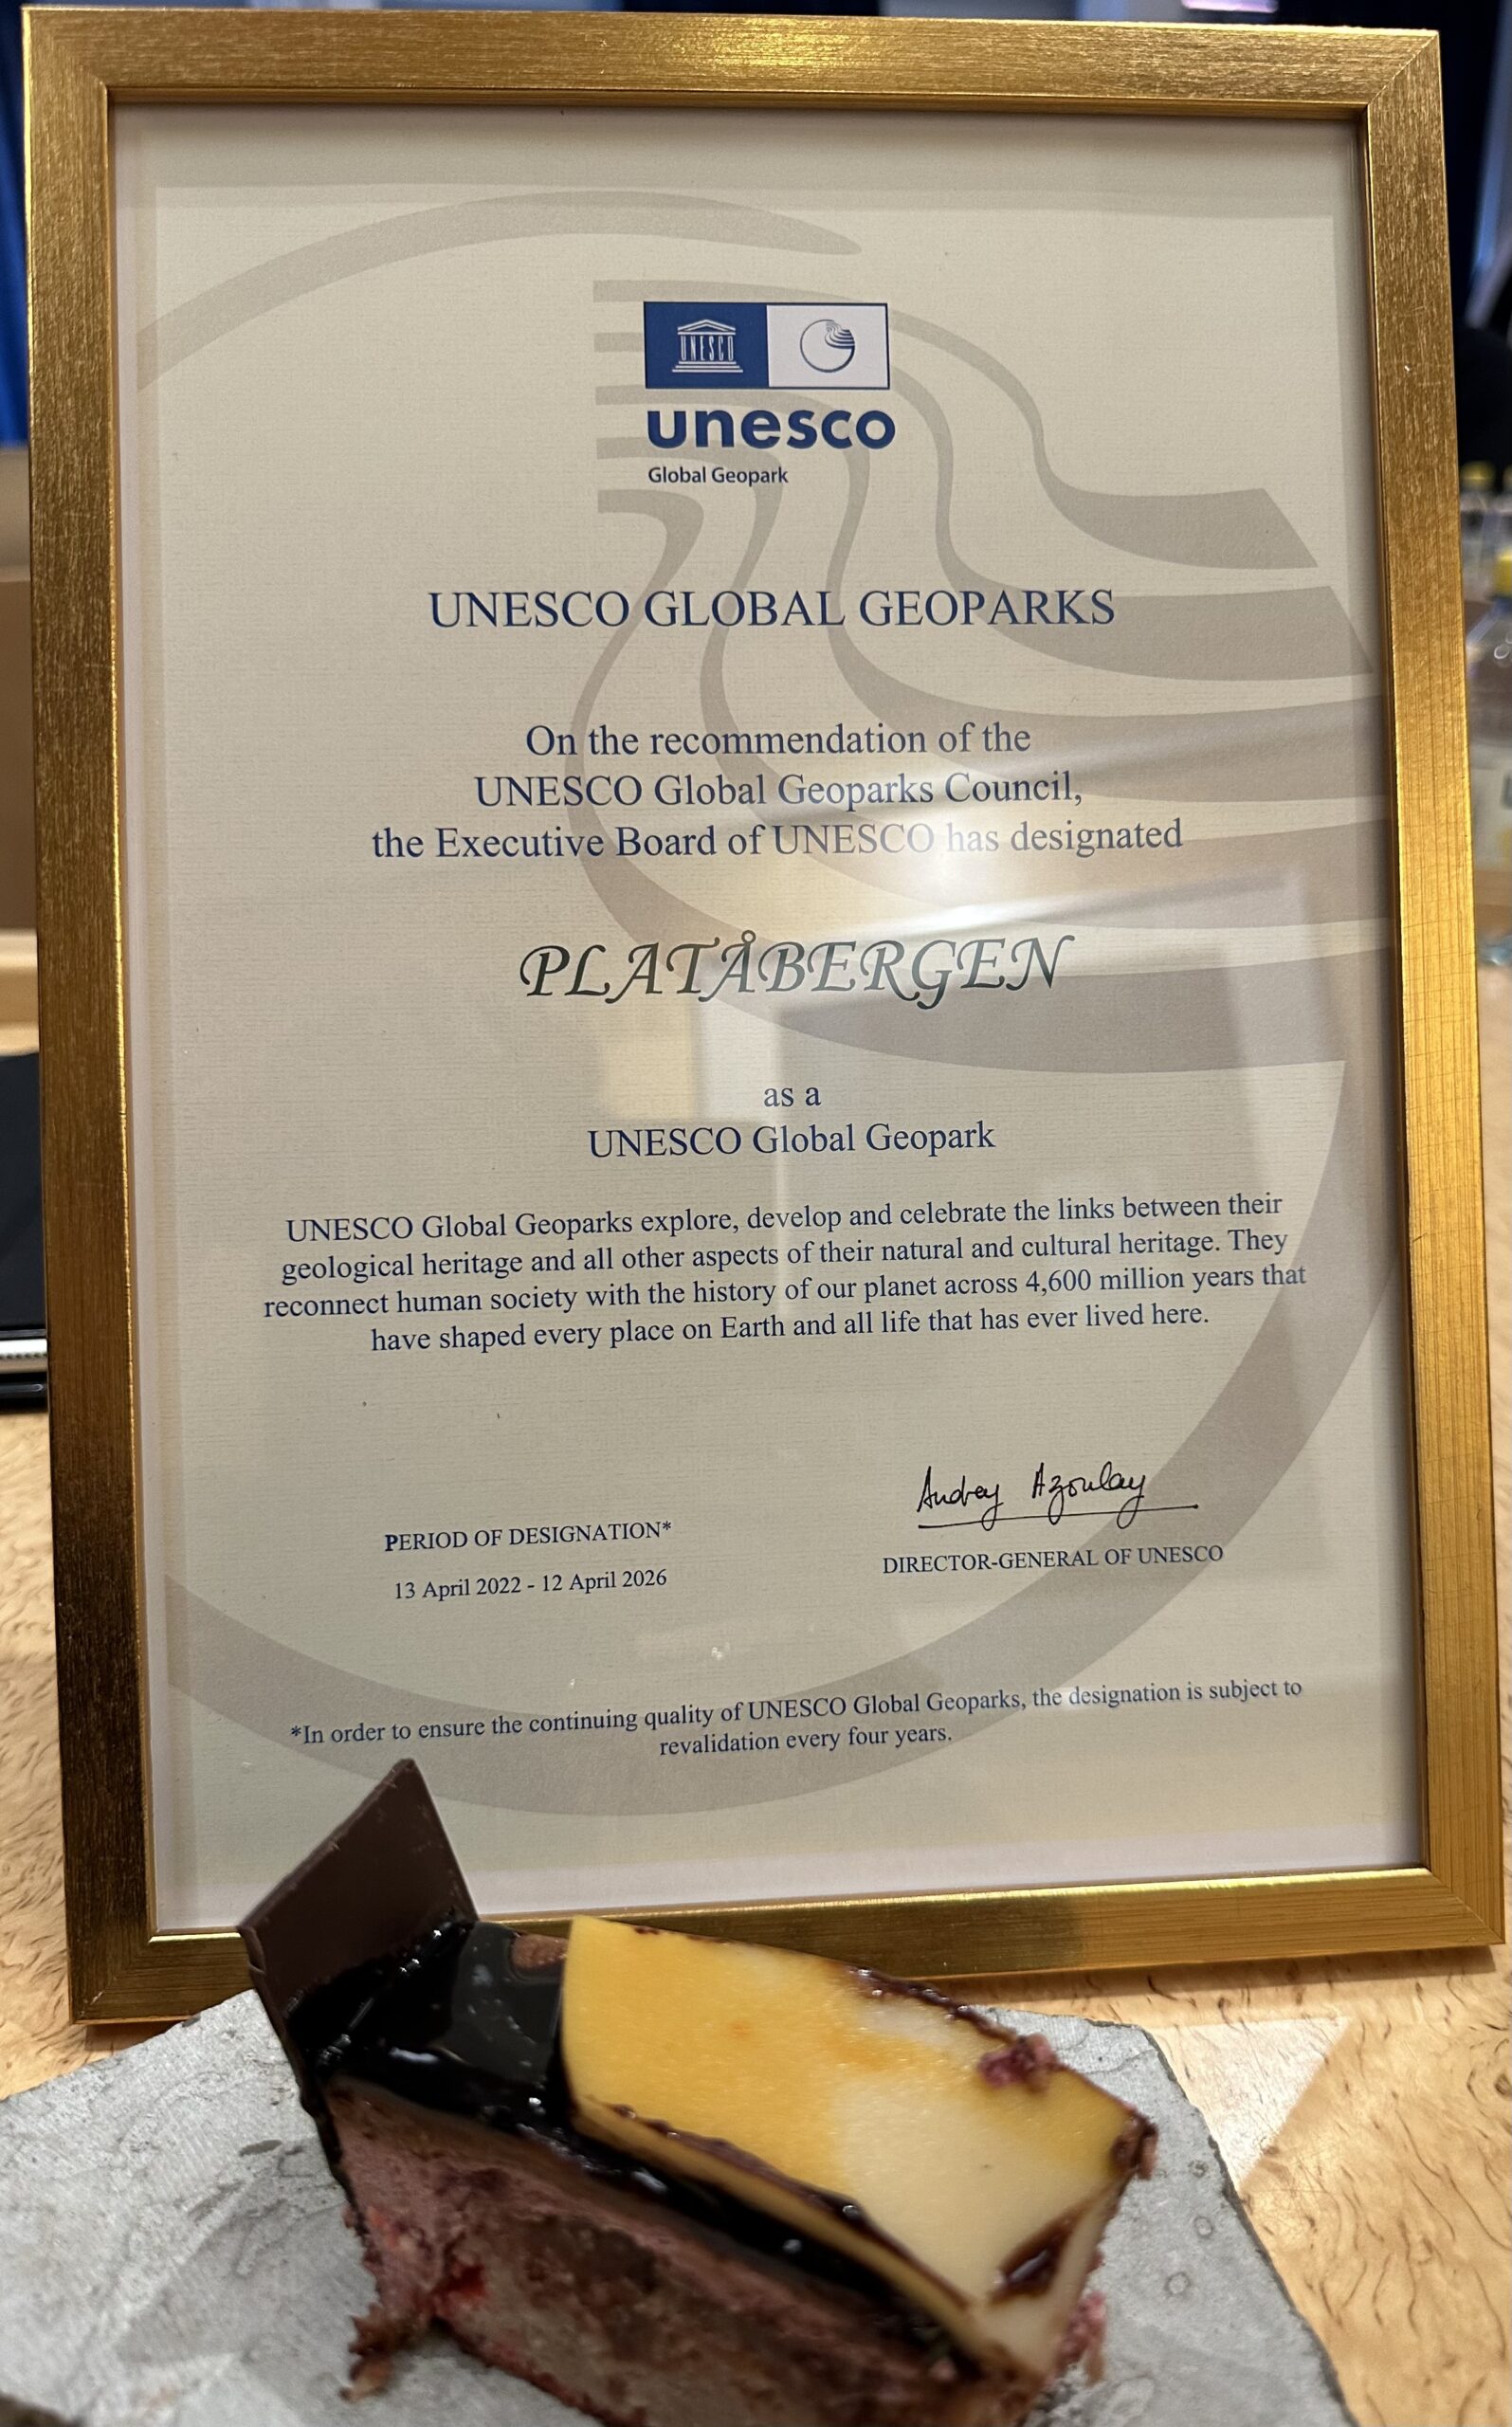 UNESCO
unesco
Global Geopark
UNESCO GLOBAL GEOPARKS
On the recommendation of the
UNESCO Global Geoparks Council,
the Executive Board of UNESCO has designated
PLATÅBERGEN
as a
UNESCO Global Geopark
UNESCO Global Geoparks explore, develop and celebrate the links between their
geological heritage and all other aspects of their natural and cultural heritage. They
reconnect human society with the history of our planet across 4,600 million years that
have shaped every place on Earth and all life that has ever lived here.
Audrey Azoulay
PERIOD OF DESIGNATION*
DIRECTOR-GENERAL OF UNESCO
13 April 2022 - 12 April 2026
*In order to ensure the continuing quality of UNESCO Global Geoparks, the designation is subject to
revalidation every four years.